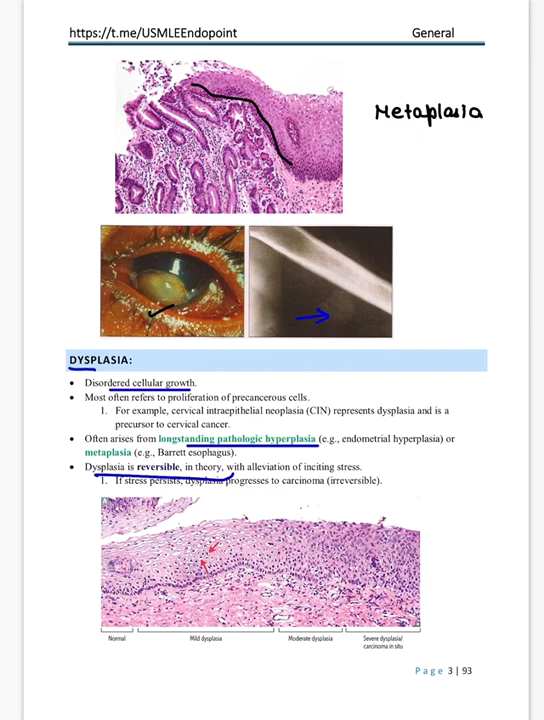 https://t.me/USMLEEndopoint General
Metaplasia
DYSPLASIA:
• Disordered cellular growth.
• Most often refers to proliferation of precancerous cells.
1. For example, cervical intraepithelial neoplasia (CIN) represents dysplasia and is a
precursor to cervical cancer.
• Often arises from longstanding pathologic hyperplasia (e.g., endometrial hyperplasia) or
metaplasia (e.g., Barrett esophagus).
• Dysplasia is reversible, in theory, with alleviation of inciting stress.
1. If stress persists, dysplasia progresses to carcinoma (irreversible).
Normal Mild dysplasia Moderate dysplasia Severe dysplasia/
carcinoma in situ
Page 3 | 93